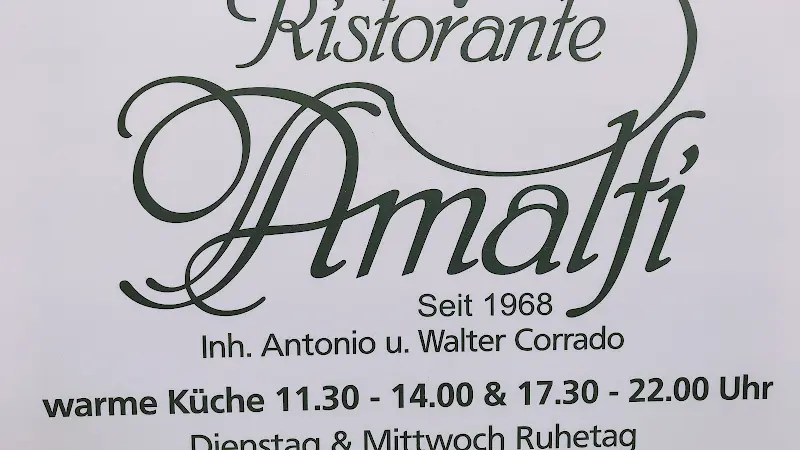 Ristorante
Amalfi
Seit 1968
Inh. Antonio u. Walter Corrado
warme Küche 11.30 - 14.00 & 17.30 - 22.00 Uhr
Dienstag & Mittwoch Ruhetag